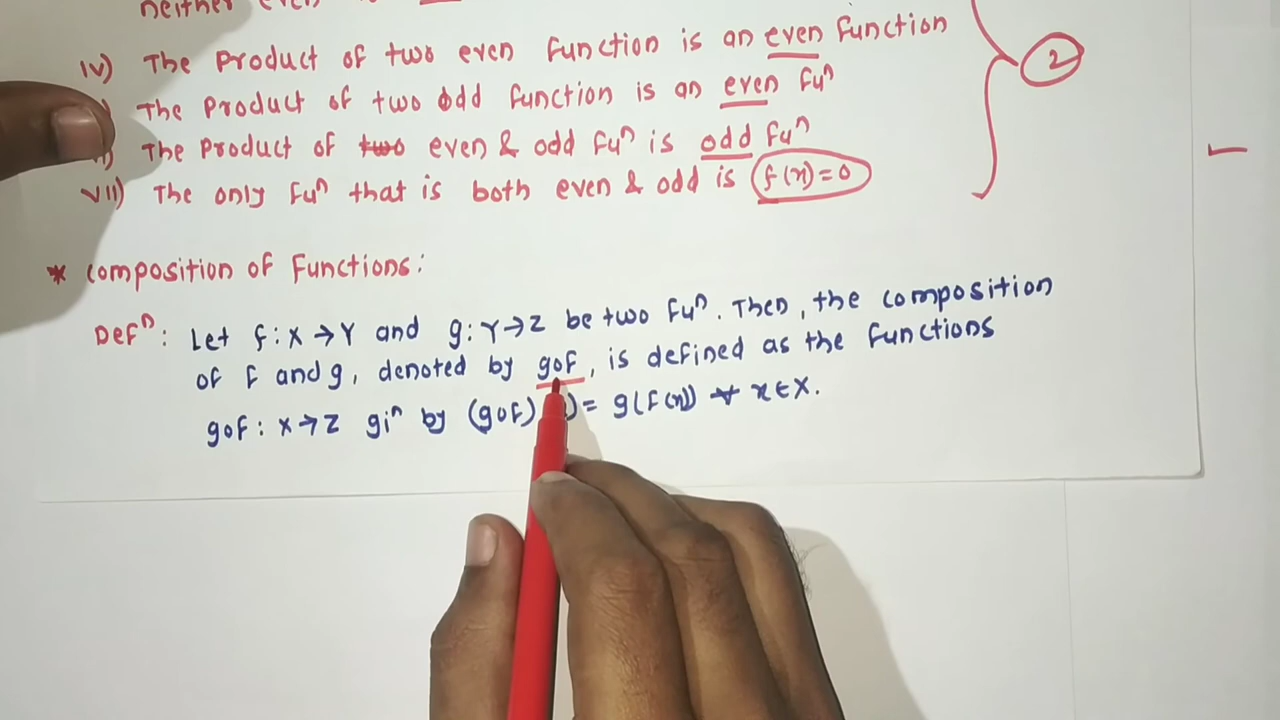 neither even
iv) The Product of two even function is an even function
The Product of two odd function is an even fuⁿ
The Product of two even & odd fuⁿ is odd fuⁿ
vii) The only fuⁿ that is both even & odd is f(x)=0
2
* Composition of Functions:
Defⁿ: Let f:X→Y and g:Y→Z be two fuⁿ. Then, the composition
of f and g, denoted by gof, is defined as the functions
gof: X→Z giⁿ by (gof) )= g(f(x)) ∀ x∈X.